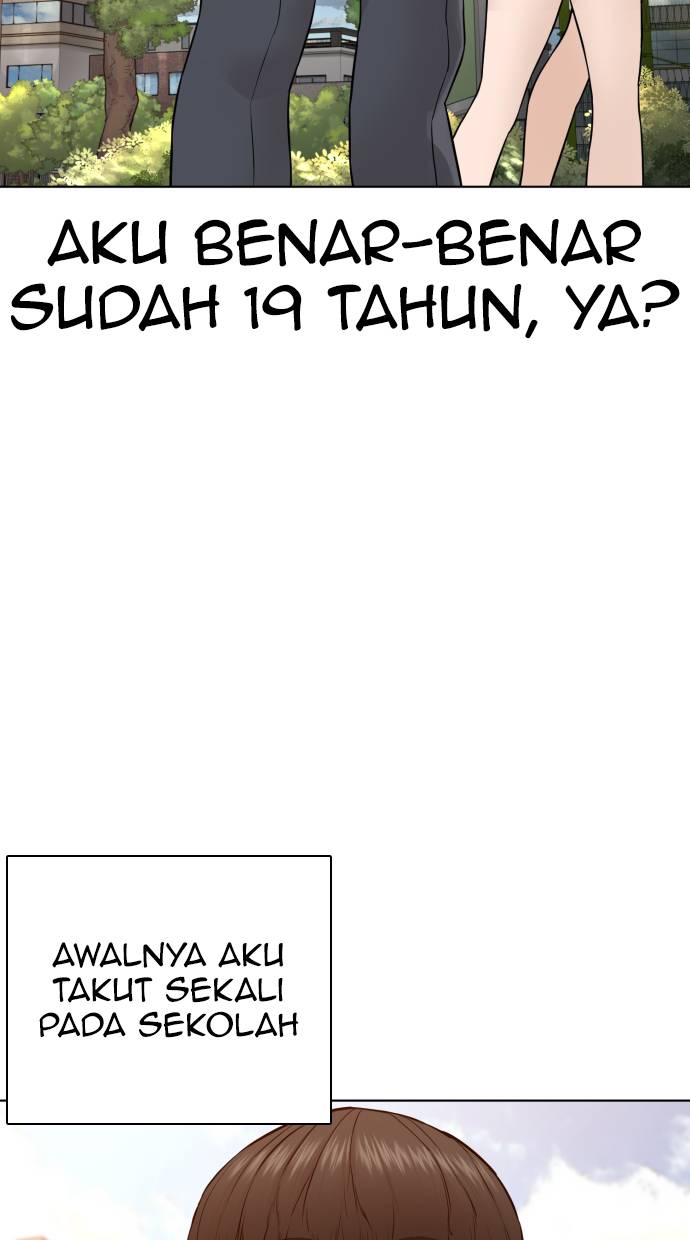 AKU BENAR-BENAR
SUDAH 19 TAHUN, YA?
AWALNYA AKU
TAKUT SEKALI
PADA SEKOLAH